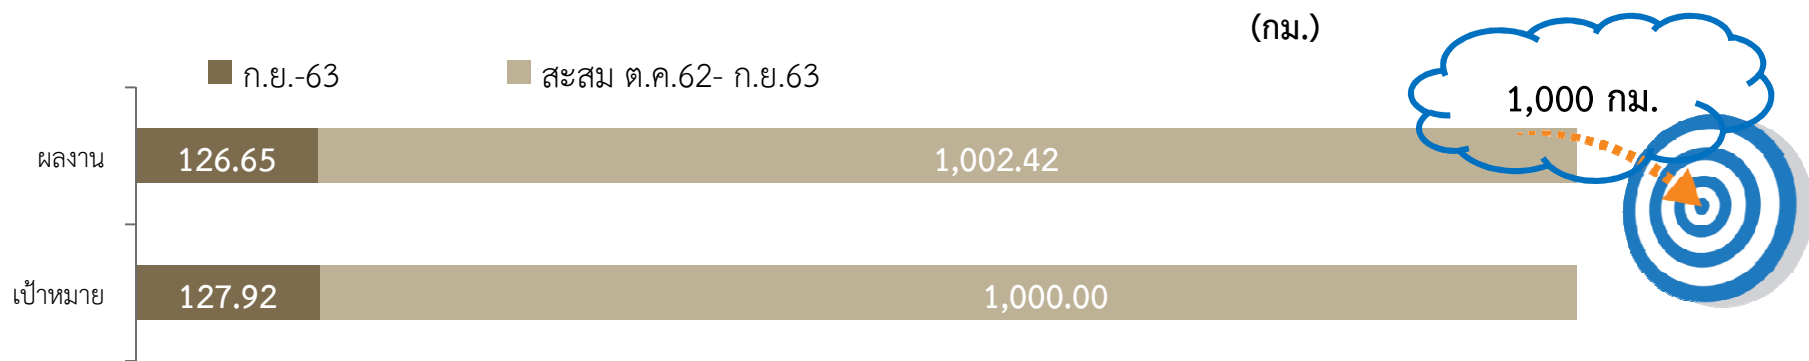 (กม.)
ก.ย.-63 สะสม ต.ค.62- ก.ย.63
1,000 กม.
ผลงาน 126.65 1,002.42
เป้าหมาย 127.92 1,000.00